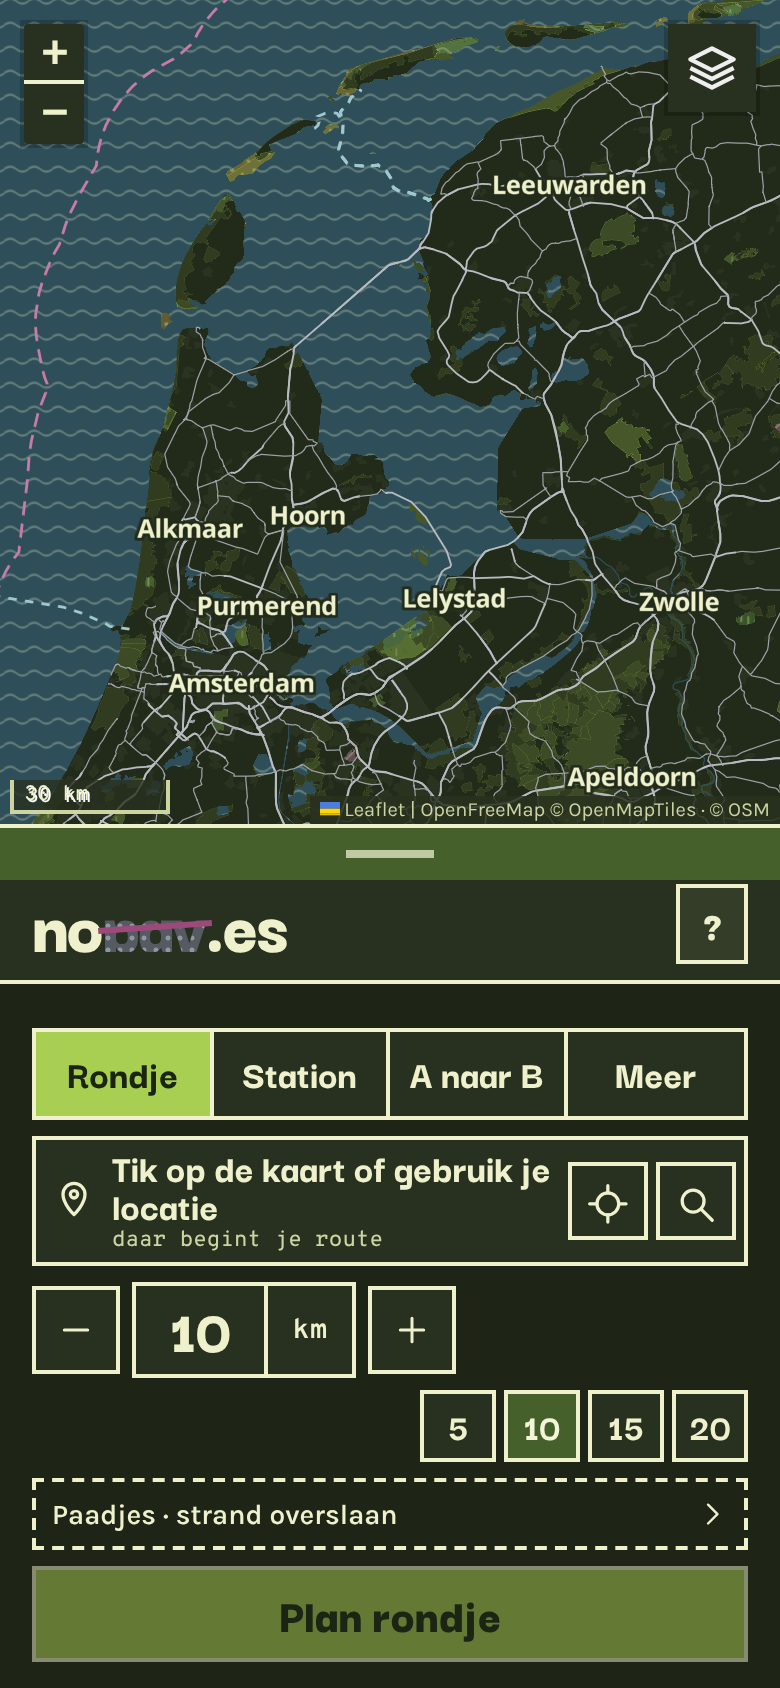 +
−
Leeuwarden
Alkmaar
Hoorn
Purmerend
Lelystad
Zwolle
Amsterdam
Apeldoorn
30 km
Leaflet | OpenFreeMap © OpenMapTiles · © OSM
nopav.es
?
Rondje
Station
A naar B
Meer
Tik op de kaart of gebruik je
locatie
daar begint je route
−
10
km
+
5
10
15
20
Paadjes · strand overslaan
Plan rondje